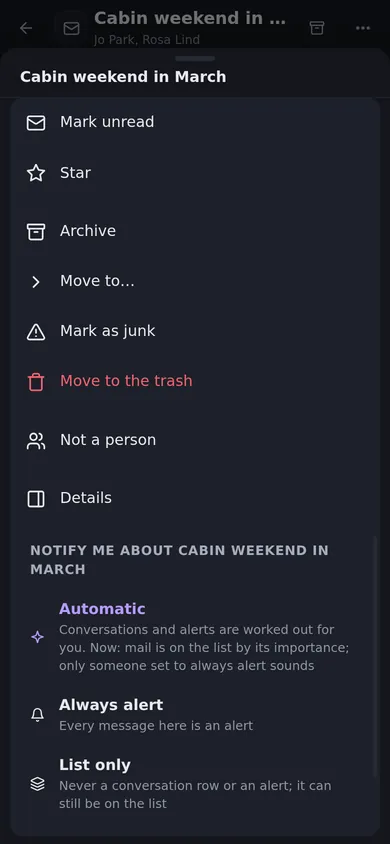 Cabin weekend in ...
Jo Park, Rosa Lind
Cabin weekend in March
Mark unread
Star
Archive
Move to...
Mark as junk
Move to the trash
Not a person
Details
NOTIFY ME ABOUT CABIN WEEKEND IN
MARCH
Automatic
Conversations and alerts are worked out for
you. Now: mail is on the list by its importance;
only someone set to always alert sounds
Always alert
Every message here is an alert
List only
Never a conversation row or an alert; it can
still be on the list